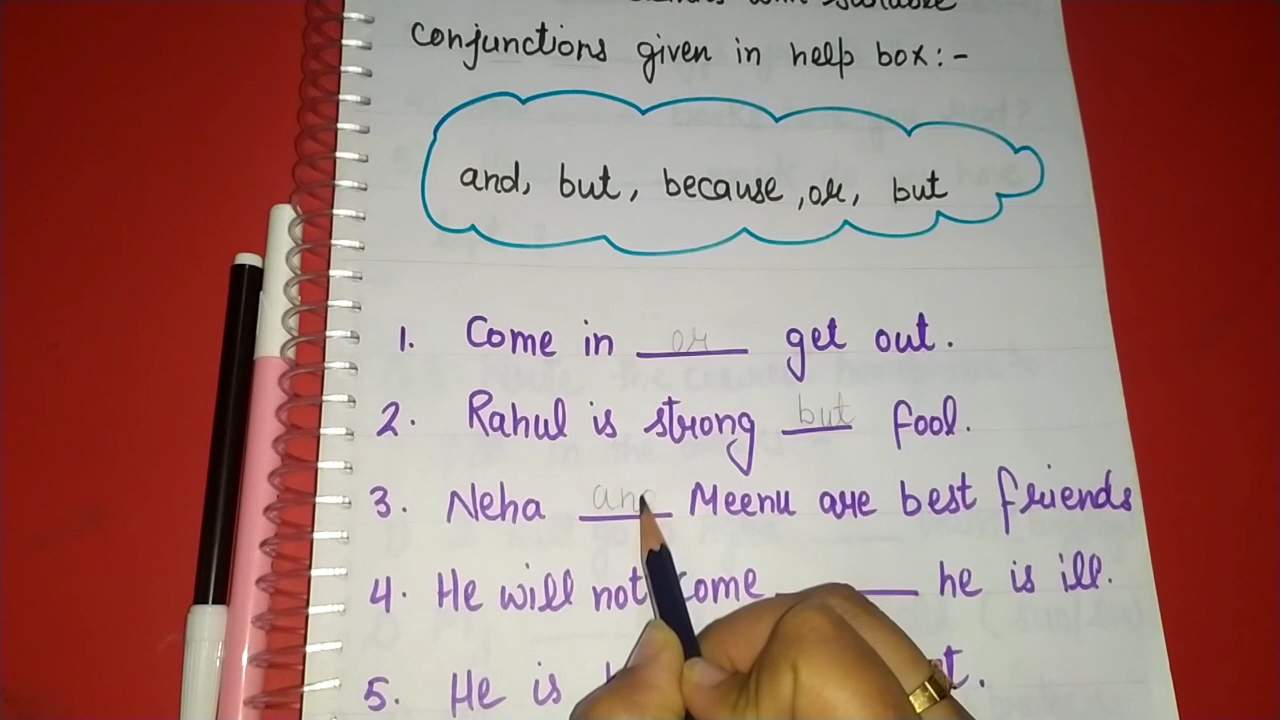 conjunctions given in help box:-
and, but, because, or, but
1. Come in or get out.
2. Rahul is strong but fool.
3. Neha an Meenu are best friends
4. He will not come ______ he is ill.
5. He is